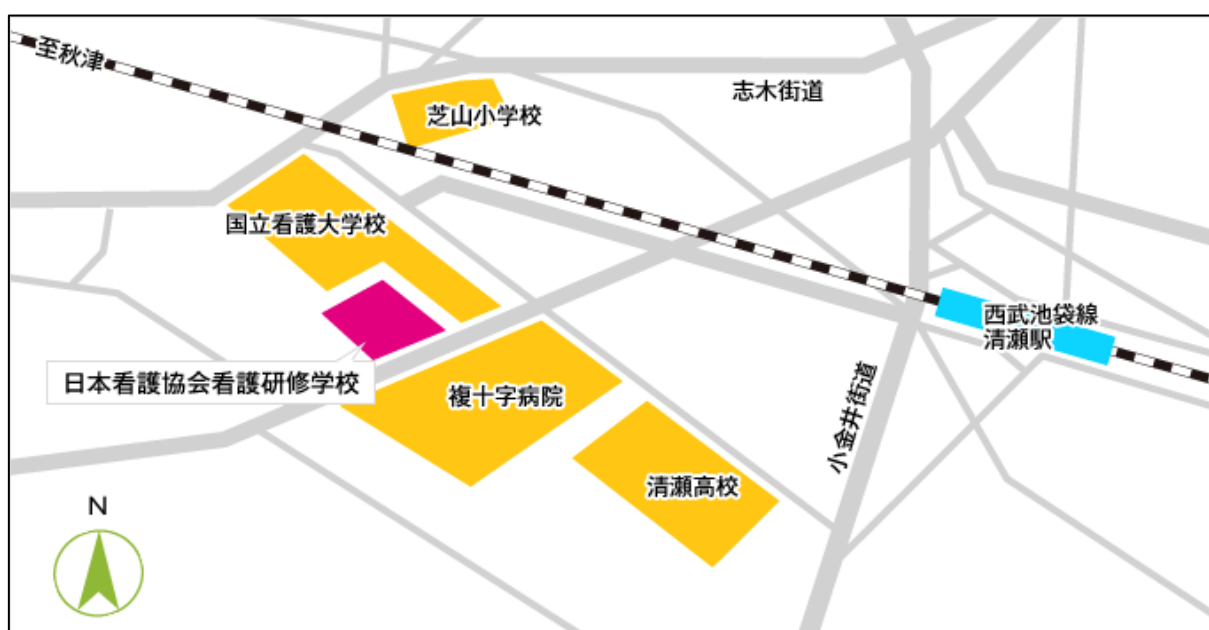 至秋津
志木街道
芝山小学校
国立看護大学校
西武池袋線
清瀬駅
日本看護協会看護研修学校
複十字病院
小金井街道
清瀬高校
N